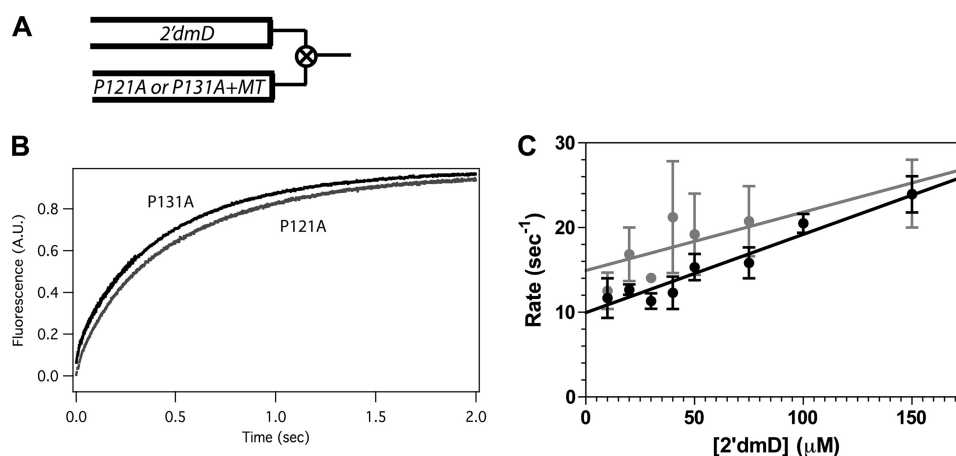 A
2'dmD
P121A or P131A+MT
B
Fluorescence (A.U.)
0.8
0.6
0.4
0.2
0.0
P131A
P121A
0.0 0.5 1.0 1.5 2.0
Time (sec)
C
Rate (sec⁻¹)
30
20
10
0
0 50 100 150
[2'dmD] (μM)